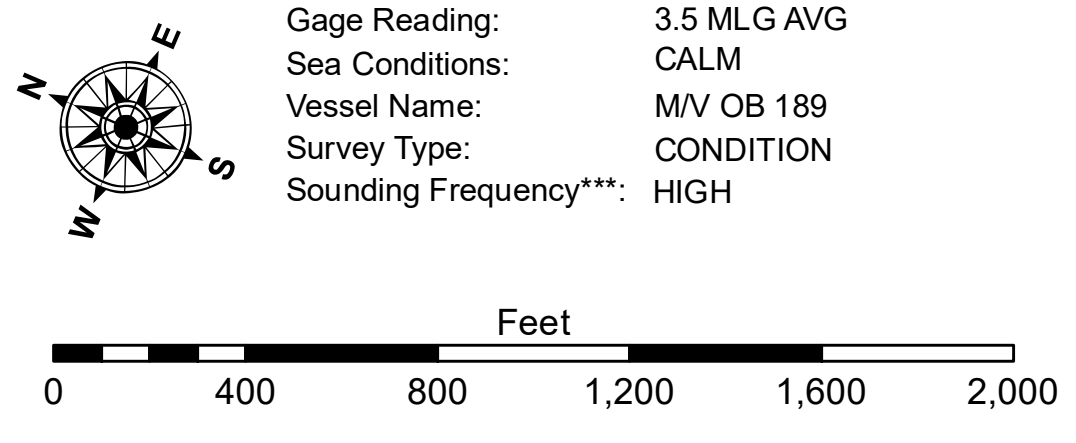 N
E
S
W
Gage Reading: 3.5 MLG AVG
Sea Conditions: CALM
Vessel Name: M/V OB 189
Survey Type: CONDITION
Sounding Frequency***: HIGH
Feet
0 400 800 1,200 1,600 2,000